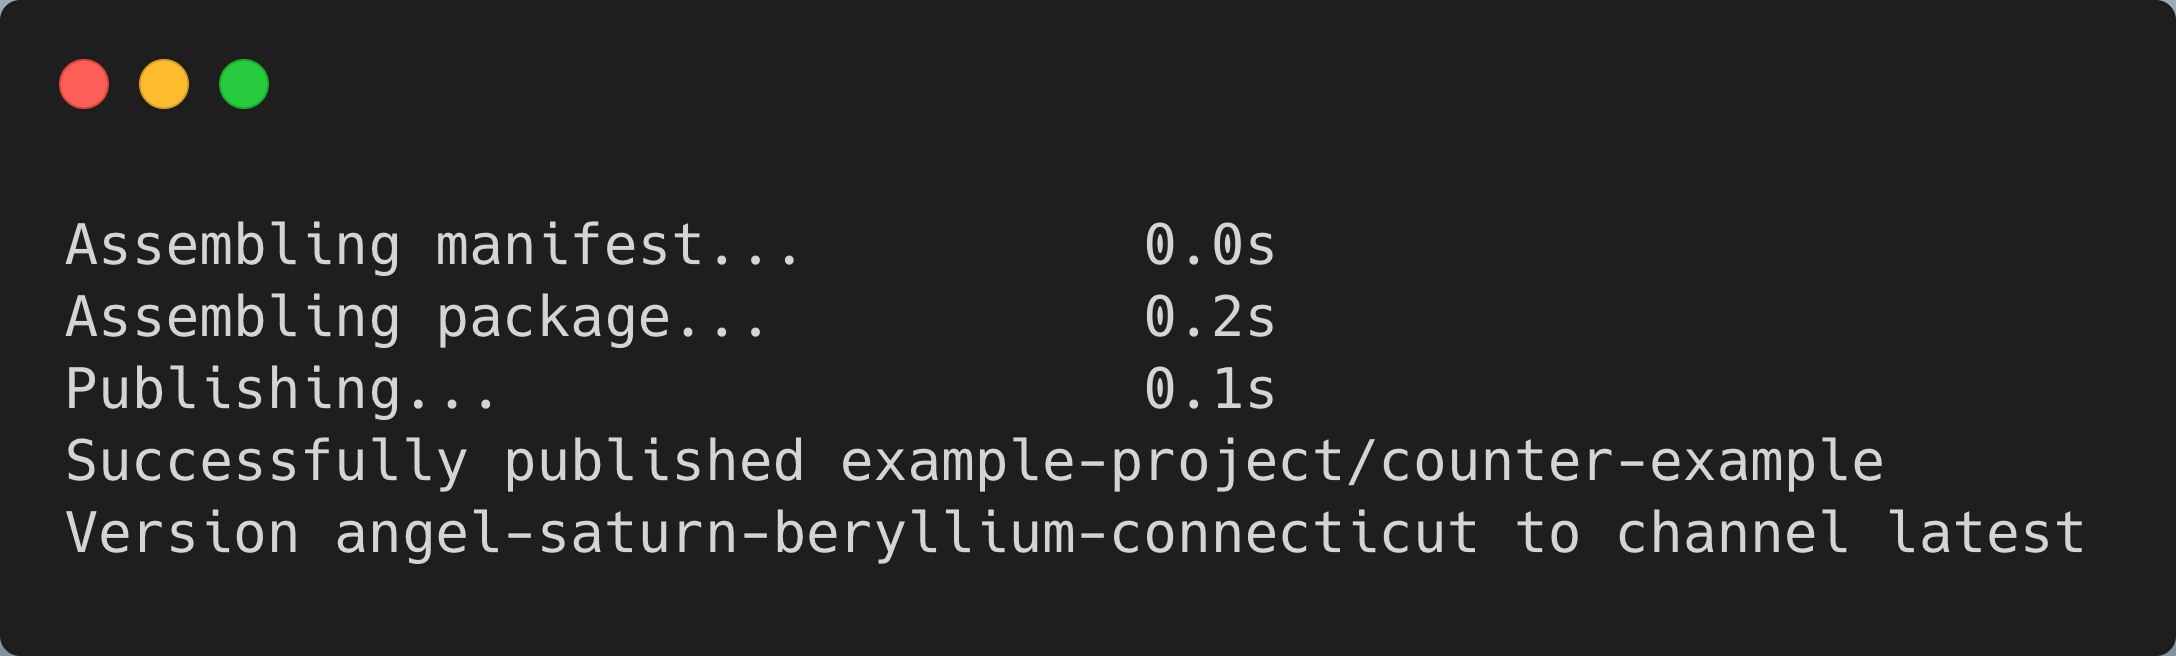 Assembling manifest...          0.0s
Assembling package...           0.2s
Publishing...                   0.1s
Successfully published example-project/counter-example
Version angel-saturn-beryllium-connecticut to channel latest